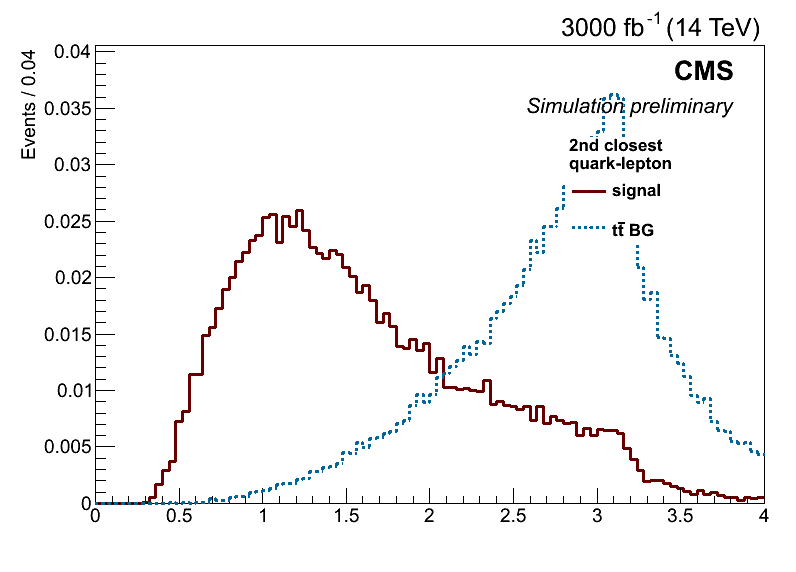 3000 fb⁻¹ (14 TeV)
CMS
Simulation preliminary
Events / 0.04
0.04
0.035
0.03
0.025
0.02
0.015
0.01
0.005
0
2nd closest
quark-lepton
signal
tt̄ BG
0 0.5 1 1.5 2 2.5 3 3.5 4